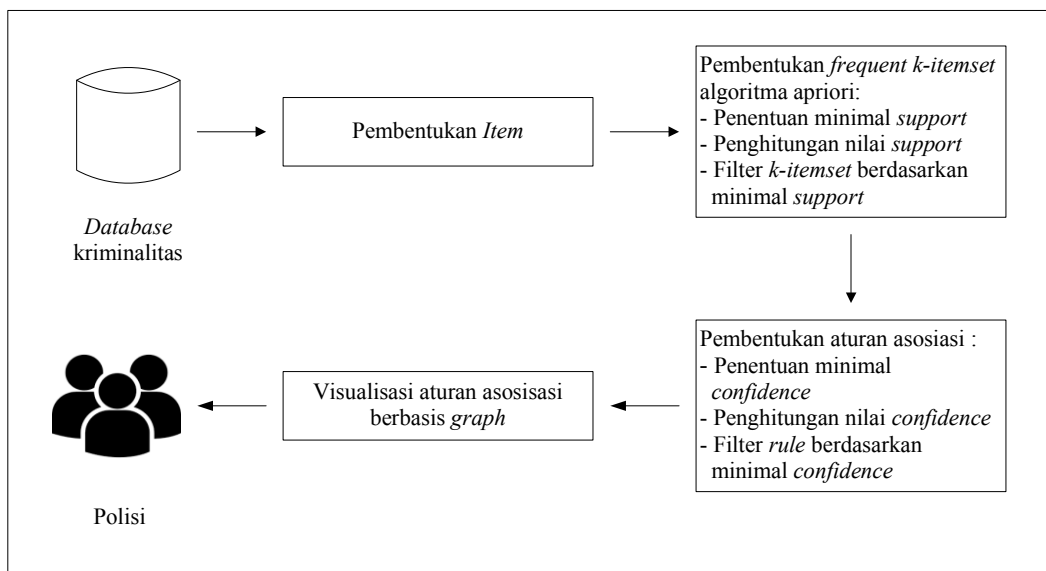 Database
kriminalitas
Pembentukan Item
Pembentukan frequent k-itemset
algoritma apriori:
- Penentuan minimal support
- Penghitungan nilai support
- Filter k-itemset berdasarkan
minimal support
Pembentukan aturan asosiasi :
- Penentuan minimal
confidence
- Penghitungan nilai confidence
- Filter rule berdasarkan
minimal confidence
Visualisasi aturan asosisasi
berbasis graph
Polisi